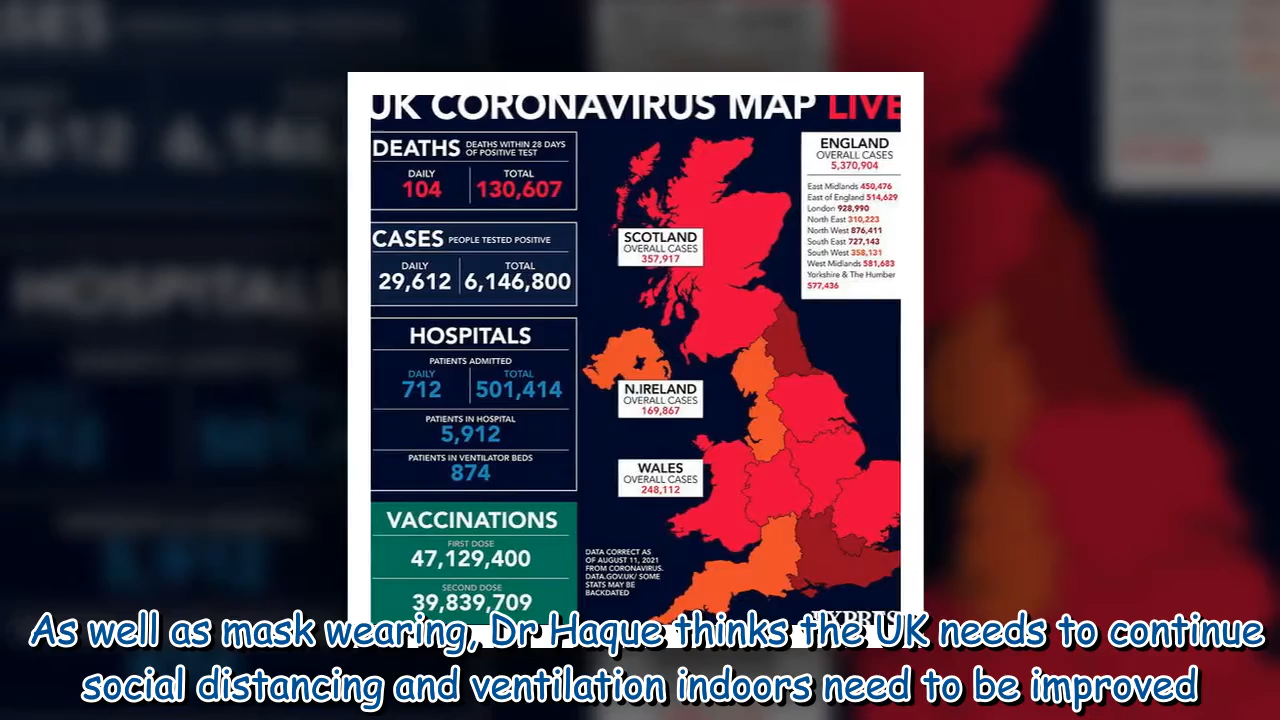 UK CORONAVIRUS MAP LIVE
DEATHS DEATHS WITHIN 28 DAYS
OF POSITIVE TEST
DAILY TOTAL
104 130,607
CASES PEOPLE TESTED POSITIVE
DAILY TOTAL
29,612 6,146,800
HOSPITALS
PATIENTS ADMITTED
DAILY TOTAL
712 501,414
PATIENTS IN HOSPITAL
5,912
PATIENTS IN VENTILATOR BEDS
874
VACCINATIONS
FIRST DOSE
47,129,400
SECOND DOSE
39,839,709
SCOTLAND
OVERALL CASES
357,917
N.IRELAND
OVERALL CASES
169,867
WALES
OVERALL CASES
248,112
ENGLAND
OVERALL CASES
5,370,904
East Midlands 450,476
East of England 514,629
London 928,990
North East 310,223
North West 876,411
South East 727,143
South West 358,131
West Midlands 581,683
Yorkshire & The Humber
577,436
DATA CORRECT AS
OF AUGUST 11, 2021
FROM CORONAVIRUS.
DATA.GOV.UK/ SOME
STATS MAY BE
BACKDATED
As well as mask wearing, Dr Haque thinks the UK needs to continue
social distancing and ventilation indoors need to be improved